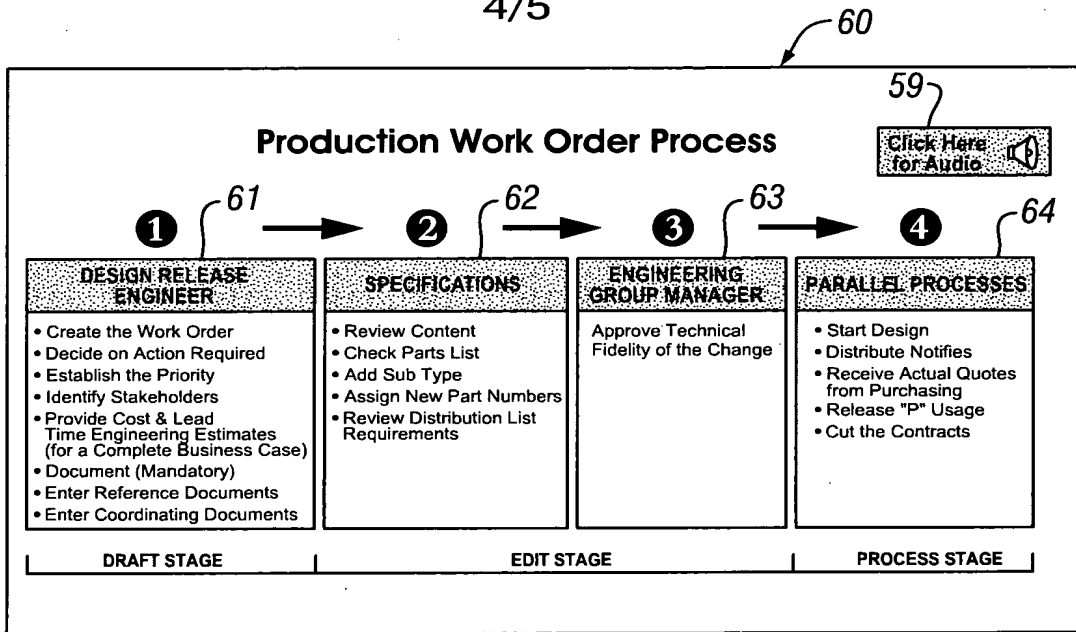 4/5
60
59
Production Work Order Process
Click Here
for Audio
1
61
2
62
3
63
4
64
DESIGN RELEASE
ENGINEER
• Create the Work Order
• Decide on Action Required
• Establish the Priority
• Identify Stakeholders
• Provide Cost & Lead
Time Engineering Estimates
(for a Complete Business Case)
• Document (Mandatory)
• Enter Reference Documents
• Enter Coordinating Documents
SPECIFICATIONS
• Review Content
• Check Parts List
• Add Sub Type
• Assign New Part Numbers
• Review Distribution List
Requirements
ENGINEERING
GROUP MANAGER
Approve Technical
Fidelity of the Change
PARALLEL PROCESSES
• Start Design
• Distribute Notifies
• Receive Actual Quotes
from Purchasing
• Release "P" Usage
• Cut the Contracts
DRAFT STAGE
EDIT STAGE
PROCESS STAGE